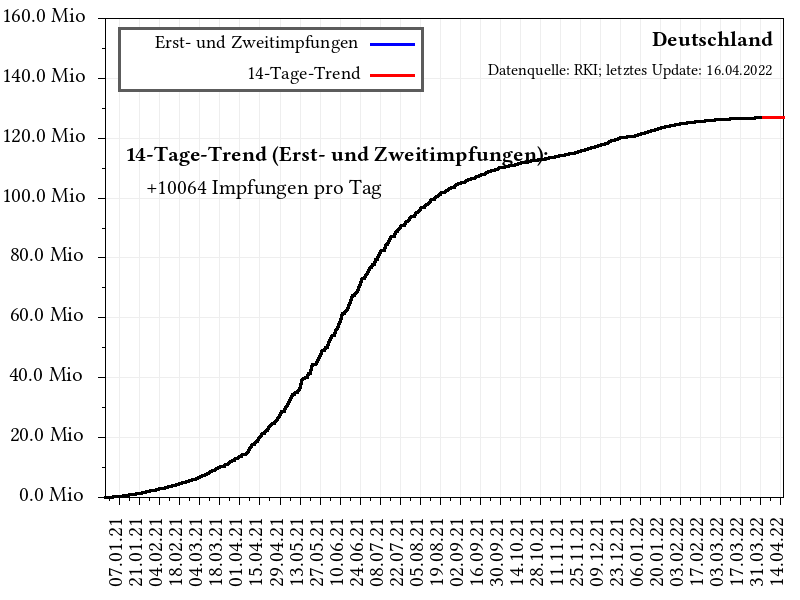 160.0 Mio
140.0 Mio
120.0 Mio
100.0 Mio
80.0 Mio
60.0 Mio
40.0 Mio
20.0 Mio
0.0 Mio
Erst- und Zweitimpfungen
14-Tage-Trend
Deutschland
Datenquelle: RKI; letztes Update: 16.04.2022
14-Tage-Trend (Erst- und Zweitimpfungen):
+10064 Impfungen pro Tag
07.01.21
21.01.21
04.02.21
18.02.21
04.03.21
18.03.21
01.04.21
15.04.21
29.04.21
13.05.21
27.05.21
10.06.21
24.06.21
08.07.21
22.07.21
05.08.21
19.08.21
02.09.21
16.09.21
30.09.21
14.10.21
28.10.21
11.11.21
25.11.21
09.12.21
23.12.21
06.01.22
20.01.22
03.02.22
17.02.22
03.03.22
17.03.22
31.03.22
14.04.22